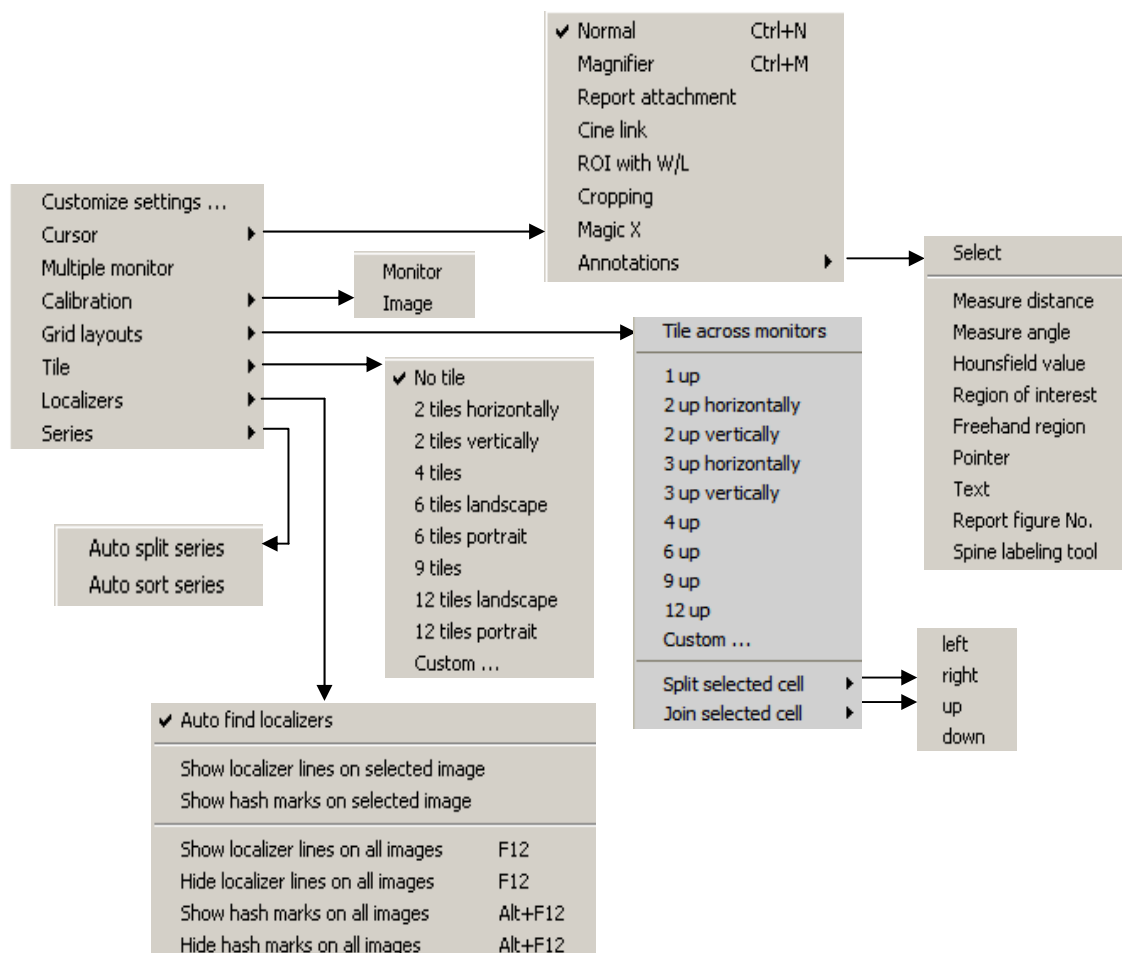 Normal Ctrl+N
Magnifier Ctrl+M
Report attachment
Cine link
ROI with W/L
Cropping
Magic X
Annotations
Customize settings ...
Cursor
Multiple monitor
Calibration
Grid layouts
Tile
Localizers
Series
Monitor
Image
Select
Measure distance
Measure angle
Hounsfield value
Region of interest
Freehand region
Pointer
Text
Report figure No.
Spine labeling tool
Tile across monitors
1 up
2 up horizontally
2 up vertically
3 up horizontally
3 up vertically
4 up
6 up
9 up
12 up
Custom ...
Split selected cell
Join selected cell
No tile
2 tiles horizontally
2 tiles vertically
4 tiles
6 tiles landscape
6 tiles portrait
9 tiles
12 tiles landscape
12 tiles portrait
Custom ...
Auto split series
Auto sort series
left
right
up
down
Auto find localizers
Show localizer lines on selected image
Show hash marks on selected image
Show localizer lines on all images F12
Hide localizer lines on all images F12
Show hash marks on all images Alt+F12
Hide hash marks on all images Alt+F12